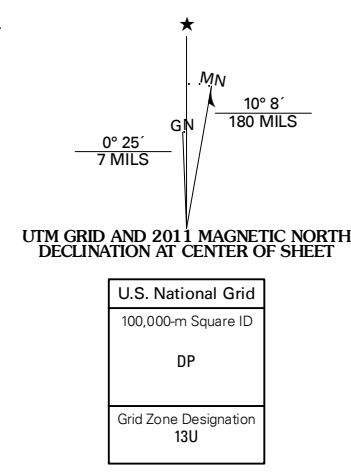 ★
MN
10° 8´
180 MILS
GN
0° 25´
7 MILS
UTM GRID AND 2011 MAGNETIC NORTH
DECLINATION AT CENTER OF SHEET
U.S. National Grid
100,000-m Square ID
DP
Grid Zone Designation
13U